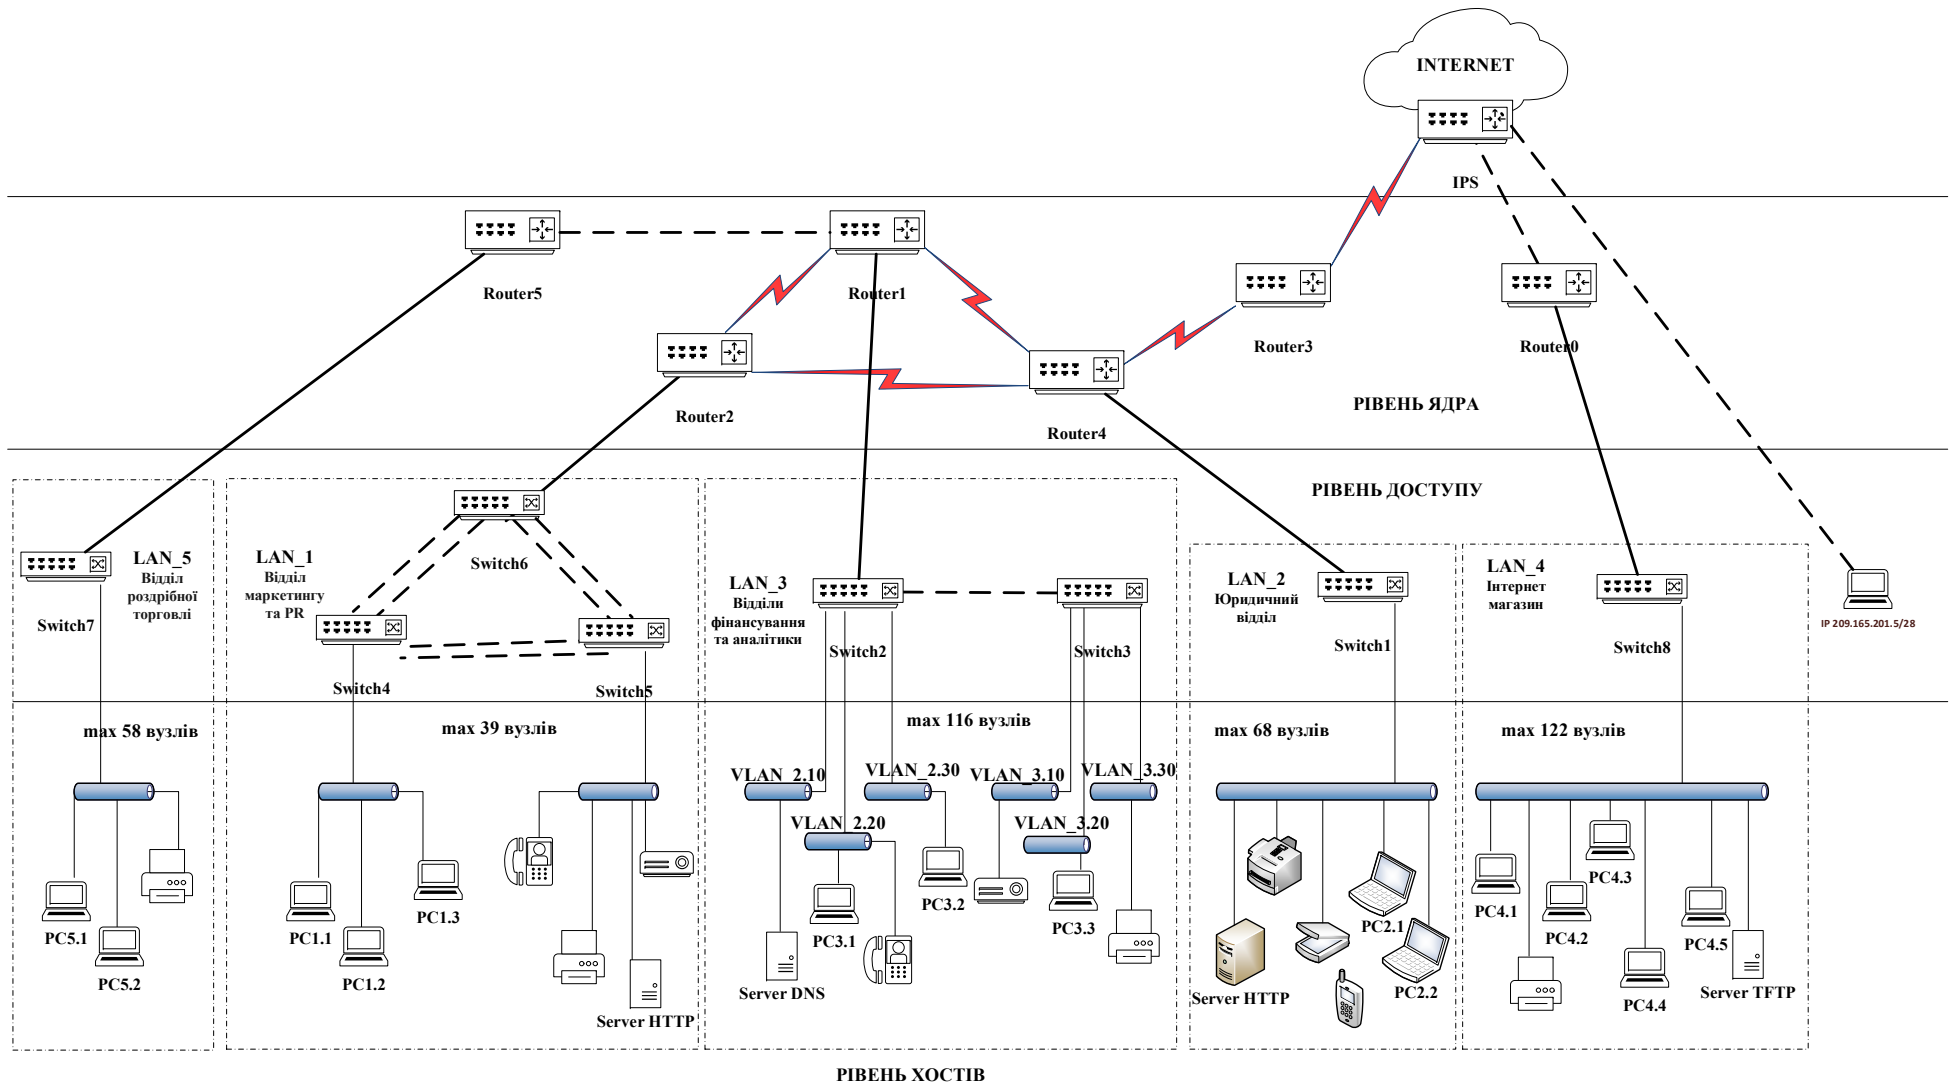 INTERNET
IPS
Router5
Router1
Router3
Router0
Router2
Router4
РІВЕНЬ ЯДРА
РІВЕНЬ ДОСТУПУ
LAN_5
Відділ
роздрібної
торговлі
Switch7
LAN_1
Відділ
маркетингу
та PR
Switch6
Switch4
Switch5
LAN_3
Відділи
фінансування
та аналітики
Switch2
Switch3
LAN_2
Юридичний
відділ
Switch1
LAN_4
Інтернет
магазин
Switch8
IP 209.165.201.5/28
max 58 вузлів
max 39 вузлів
max 116 вузлів
max 68 вузлів
max 122 вузлів
VLAN_2.10
VLAN_2.30
VLAN_3.10
VLAN_3.30
VLAN_2.20
VLAN_3.20
PC5.1
PC5.2
PC1.1
PC1.2
PC1.3
Server HTTP
Server DNS
PC3.1
PC3.2
PC3.3
Server HTTP
PC2.1
PC2.2
PC4.1
PC4.2
PC4.3
PC4.4
PC4.5
Server TFTP
РІВЕНЬ ХОСТІВ